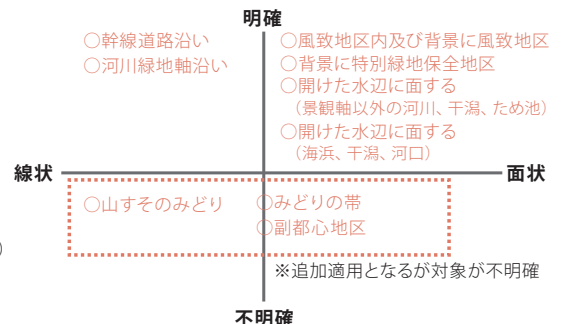 明確
○幹線道路沿い
○河川緑地軸沿い
○風致地区内及び背景に風致地区
○背景に特別緑地保全地区
○開けた水辺に面する
（景観軸以外の河川、干潟、ため池）
○開けた水辺に面する
（海浜、干潟、河口）
線状
面状
○山すそのみどり
○みどりの帯
○副都心地区
）
※追加適用となるが対象が不明確
不明確